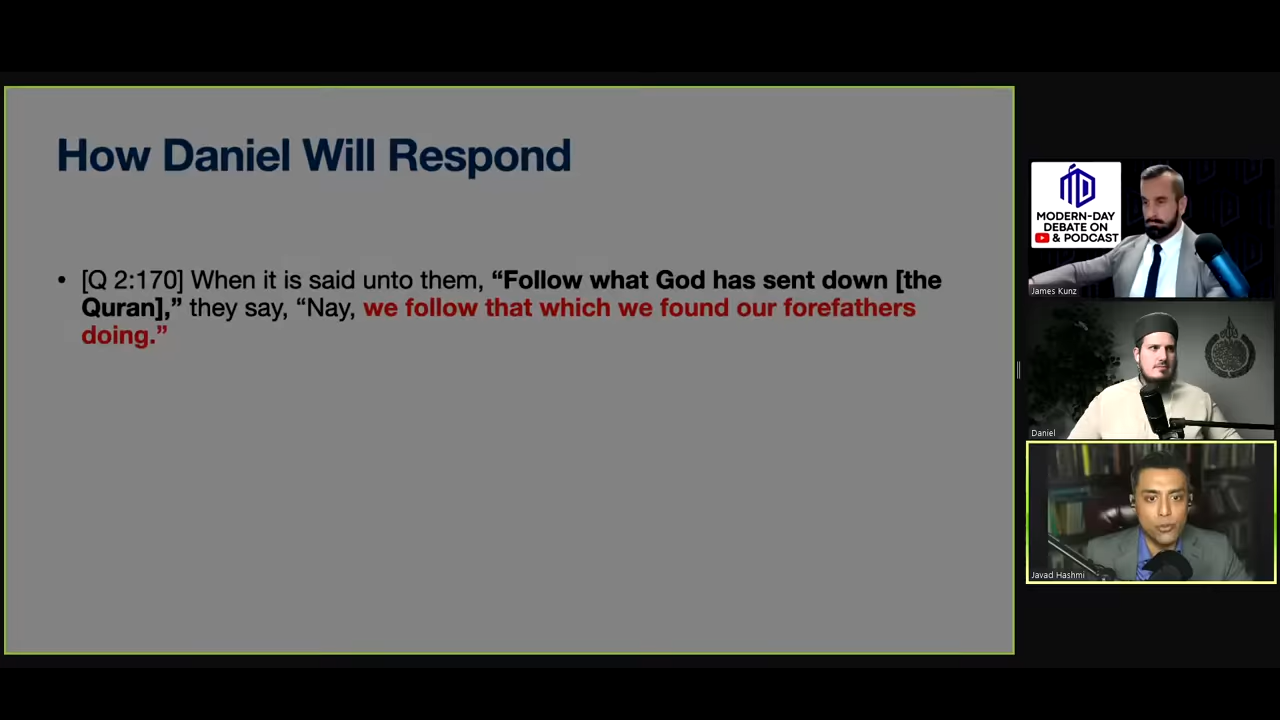 How Daniel Will Respond
• [Q 2:170] When it is said unto them, “Follow what God has sent down [the
Quran],” they say, “Nay, we follow that which we found our forefathers
doing.”
MODERN-DAY
DEBATE ON
& PODCAST
James Kunz
Daniel
Javad Hashmi